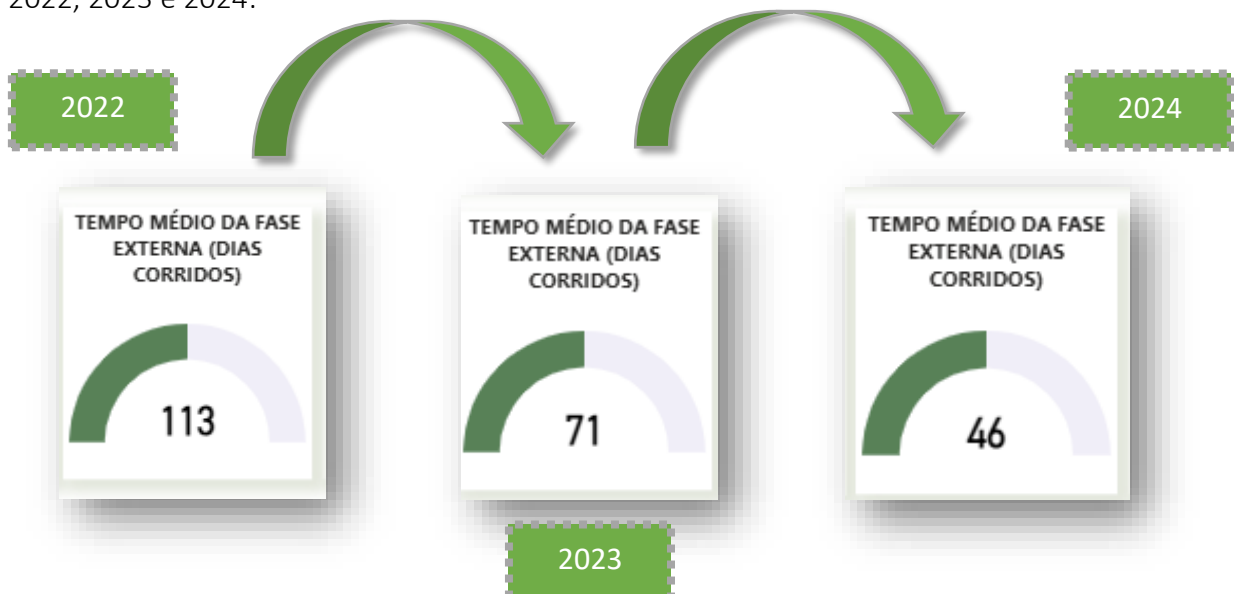 2022, 2023 e 2024.
2022
2024
TEMPO MÉDIO DA FASE
EXTERNA (DIAS
CORRIDOS)
113
TEMPO MÉDIO DA FASE
EXTERNA (DIAS
CORRIDOS)
71
TEMPO MÉDIO DA FASE
EXTERNA (DIAS
CORRIDOS)
46
2023